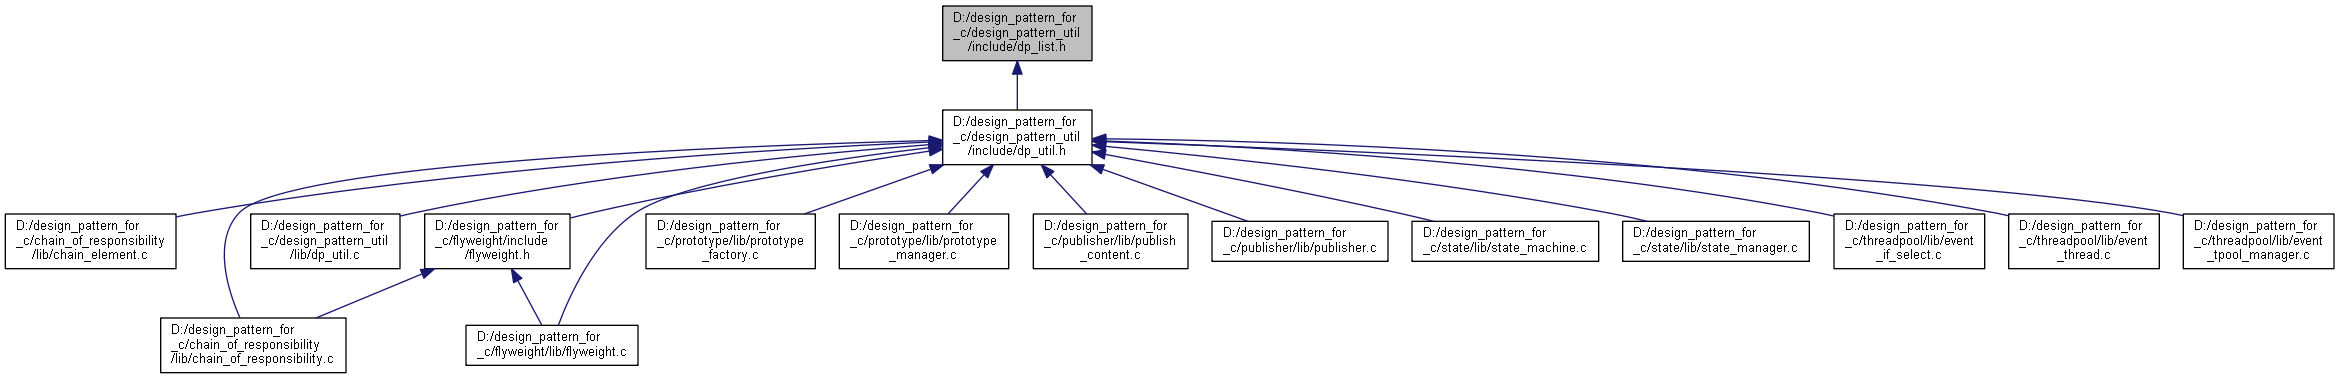 D:/design_pattern_for
_c/design_pattern_util
/include/dp_list.h
D:/design_pattern_for
_c/design_pattern_util
/include/dp_util.h
D:/design_pattern_for
_c/chain_of_responsibility
/lib/chain_element.c
D:/design_pattern_for
_c/design_pattern_util
/lib/dp_util.c
D:/design_pattern_for
_c/flyweight/include
/flyweight.h
D:/design_pattern_for
_c/prototype/lib/prototype
_factory.c
D:/design_pattern_for
_c/prototype/lib/prototype
_manager.c
D:/design_pattern_for
_c/publisher/lib/publish
_content.c
D:/design_pattern_for
_c/publisher/lib/publisher.c
D:/design_pattern_for
_c/state/lib/state_machine.c
D:/design_pattern_for
_c/state/lib/state_manager.c
D:/design_pattern_for
_c/threadpool/lib/event
_if_select.c
D:/design_pattern_for
_c/threadpool/lib/event
_thread.c
D:/design_pattern_for
_c/threadpool/lib/event
_tpool_manager.c
D:/design_pattern_for
_c/chain_of_responsibility
/lib/chain_of_responsibility.c
D:/design_pattern_for
_c/flyweight/lib/flyweight.c